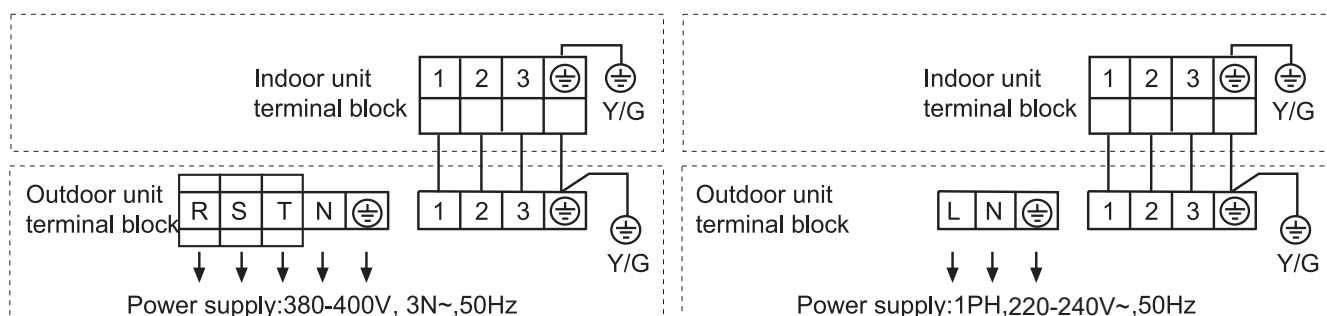 Indoor unit
terminal block
1 2 3
Y/G
Outdoor unit
terminal block
R S T N
1 2 3
Y/G
Power supply:380-400V, 3N~,50Hz
Indoor unit
terminal block
1 2 3
Y/G
Outdoor unit
terminal block
L N
1 2 3
Y/G
Power supply:1PH,220-240V~,50Hz